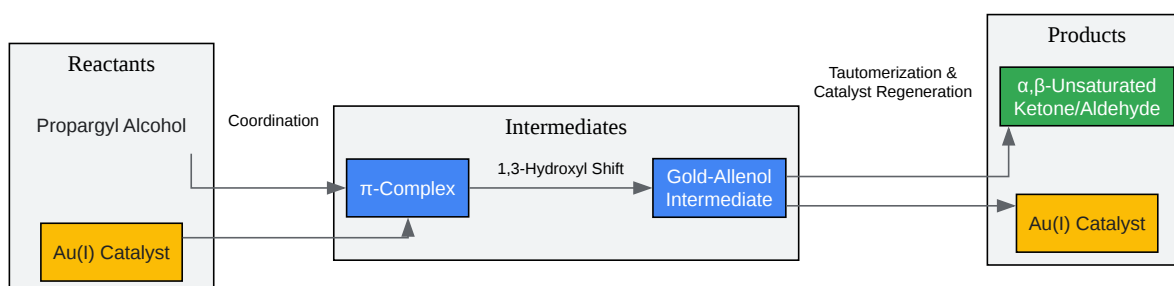 Reactants
Propargyl Alcohol
Au(I) Catalyst
Coordination
Intermediates
π-Complex
1,3-Hydroxyl Shift
Gold-Allenol
Intermediate
Tautomerization &
Catalyst Regeneration
Products
α,β-Unsaturated
Ketone/Aldehyde
Au(I) Catalyst